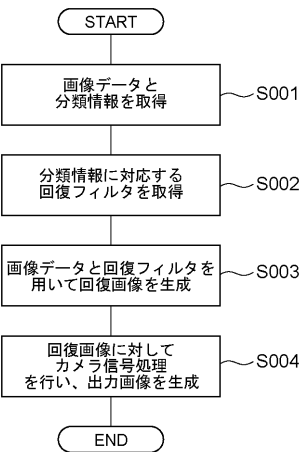 START
画像データと
分類情報を取得
S001
分類情報に対応する
回復フィルタを取得
S002
画像データと回復フィルタを
用いて回復画像を生成
S003
回復画像に対して
カメラ信号処理
を行い、出力画像を生成
S004
END